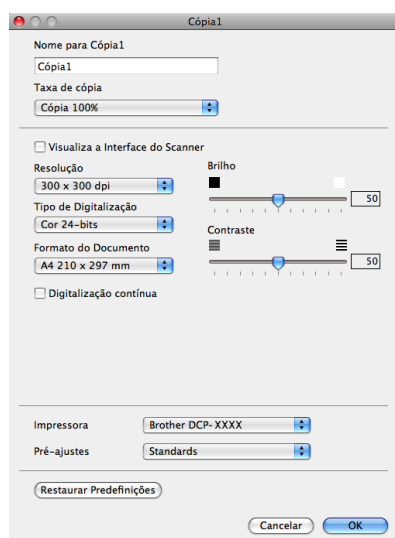 Cópia1
Nome para Cópia1
Cópia1
Taxa de cópia
Cópia 100%
Visualiza a Interface do Scanner
Resolução
Brilho
300 x 300 dpi
50
Tipo de Digitalização
Cor 24-bits
Contraste
Formato do Documento
A4 210 x 297 mm
50
Digitalização contínua
Impressora
Brother DCP-XXXX
Pré-ajustes
Standards
Restaurar Predefinições
Cancelar
OK